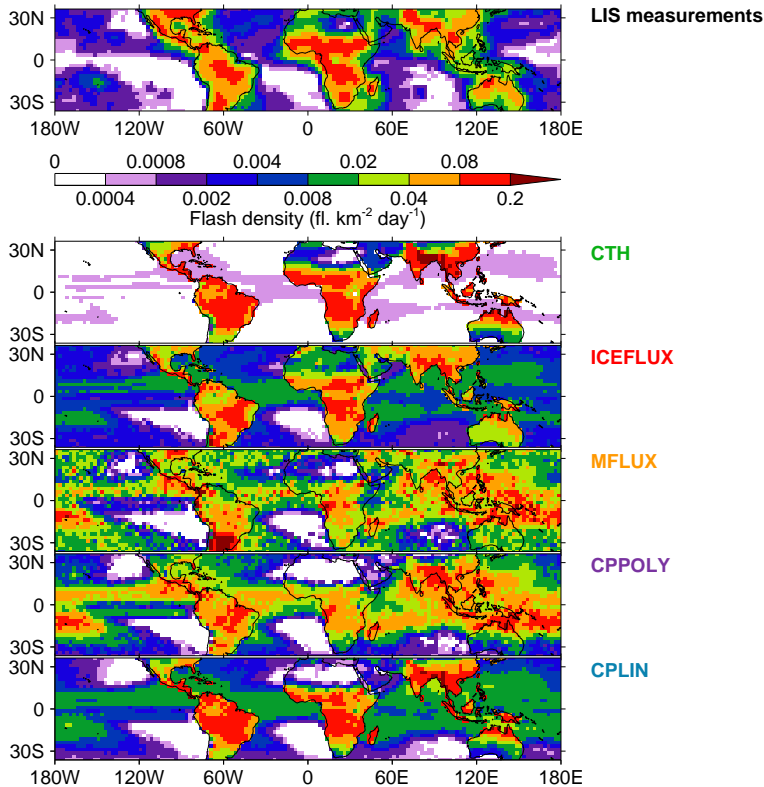 LIS measurements
0
30S
180W 120W 60W 0 60E 120E 180E
0 0.0008 0.004 0.02 0.08
0.0004 0.002 0.008 0.04 0.2
Flash density (fl. km⁻² day⁻¹)
30N
0
30S
CTH
30N
0
30S
ICEFLUX
30N
0
30S
MFLUX
30N
0
30S
CPPOLY
30N
0
30S
CPLIN
180W 120W 60W 0 60E 120E 180E